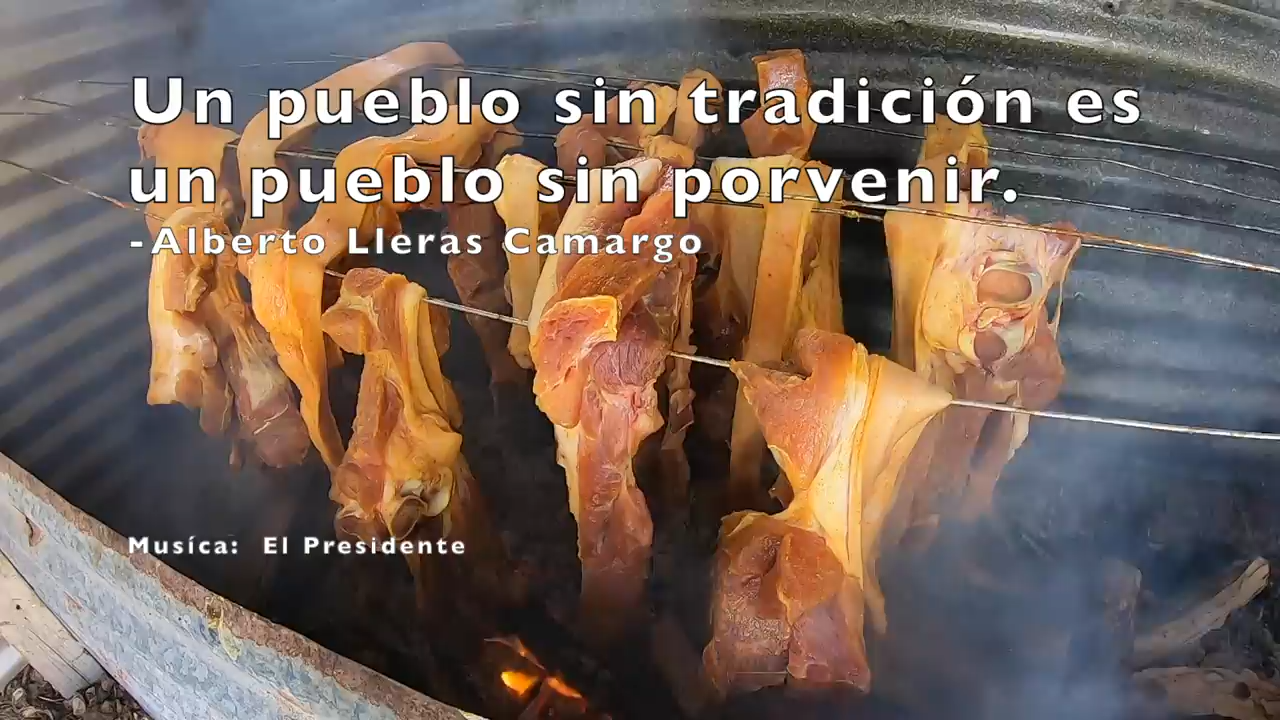 Un pueblo sin tradición es
un pueblo sin porvenir.
-Alberto Lleras Camargo
Musíca: El Presidente